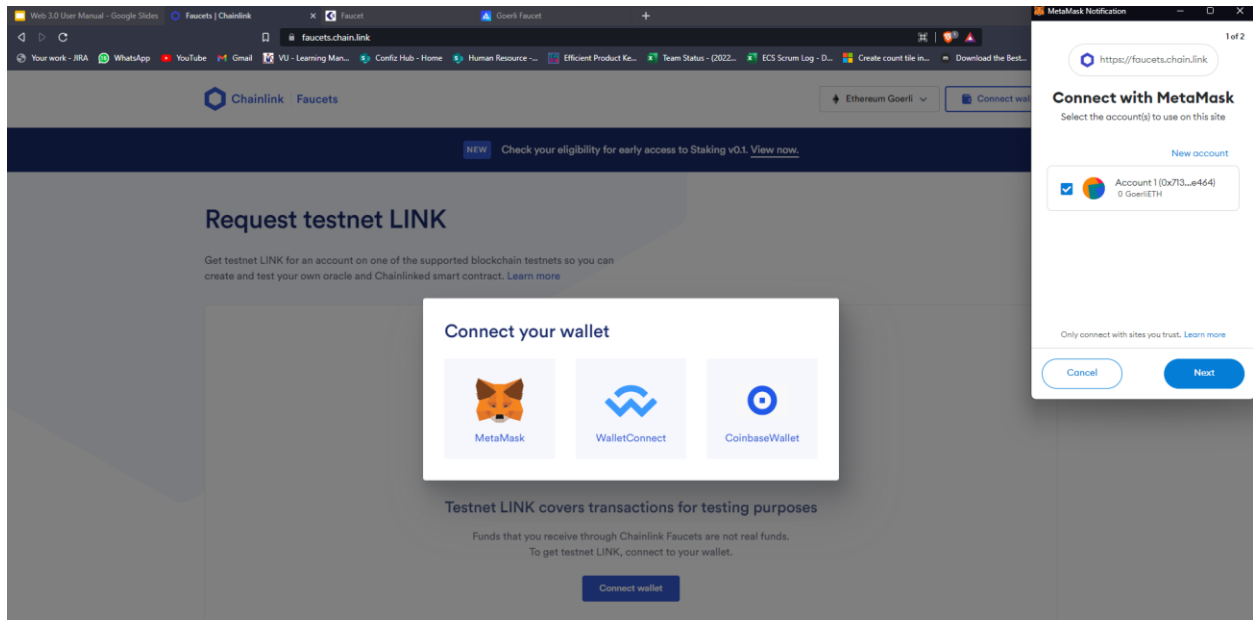 Web 3.0 User Manual - Google Slides
Faucets | Chainlink
Faucet
Goerli Faucet
MetaMask Notification
faucets.chain.link
Your work - JIRA
WhatsApp
YouTube
Gmail
VU - Learning Man...
Confiz Hub - Home
Human Resource -...
Efficient Product Ke...
Team Status - (2022...
ECS Scrum Log - D...
Create count tile in...
Download the Best...
1 of 2
https://faucets.chain.link
Connect with MetaMask
Select the account(s) to use on this site
New account
Account 1 (0x713...e464)
0 GoerliETH
Only connect with sites you trust. Learn more
Cancel
Next
Chainlink Faucets
Ethereum Goerli
Connect wal
NEW Check your eligibility for early access to Staking v0.1. View now.
Request testnet LINK
Get testnet LINK for an account on one of the supported blockchain testnets so you can
create and test your own oracle and Chainlinked smart contract. Learn more
Connect your wallet
MetaMask
WalletConnect
CoinbaseWallet
Testnet LINK covers transactions for testing purposes
Funds that you receive through Chainlink Faucets are not real funds.
To get testnet LINK, connect to your wallet.
Connect wallet